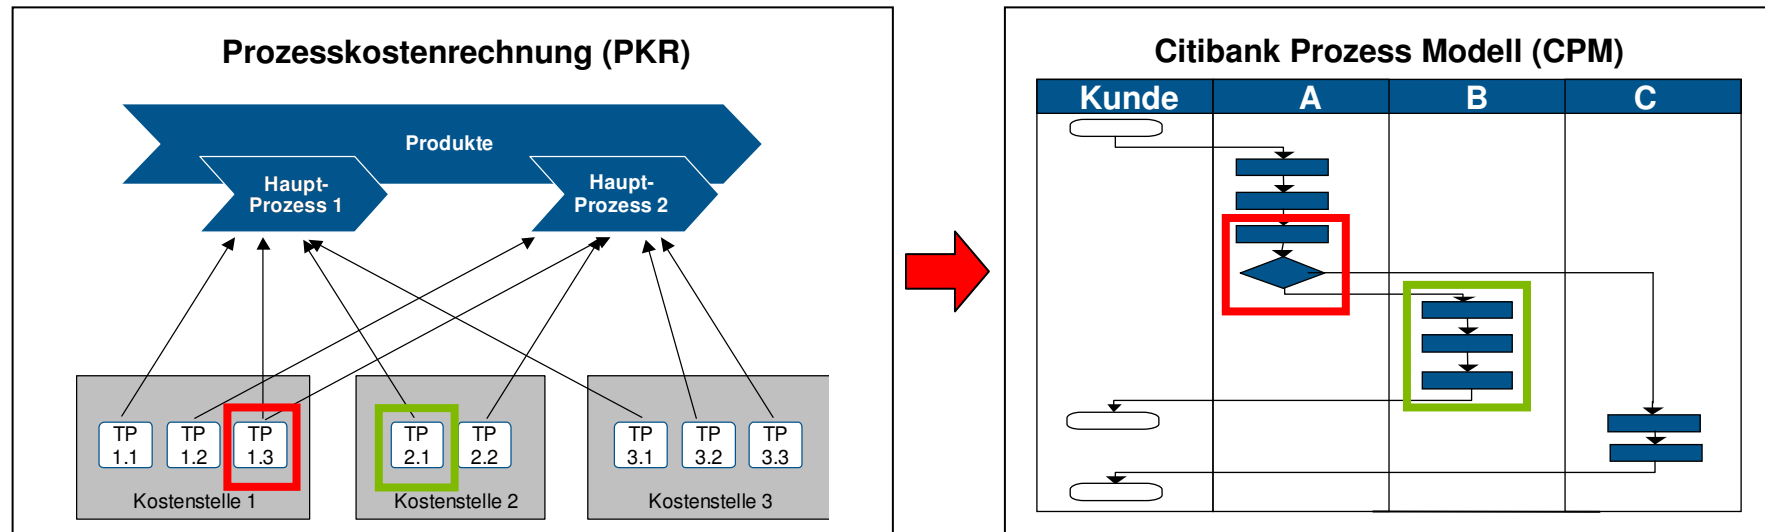 Prozesskostenrechnung (PKR)
Produkte
Haupt-
Prozess 1
Haupt-
Prozess 2
TP
1.1
TP
1.2
TP
1.3
Kostenstelle 1
TP
2.1
TP
2.2
Kostenstelle 2
TP
3.1
TP
3.2
TP
3.3
Kostenstelle 3
Citibank Prozess Modell (CPM)
Kunde
A
B
C